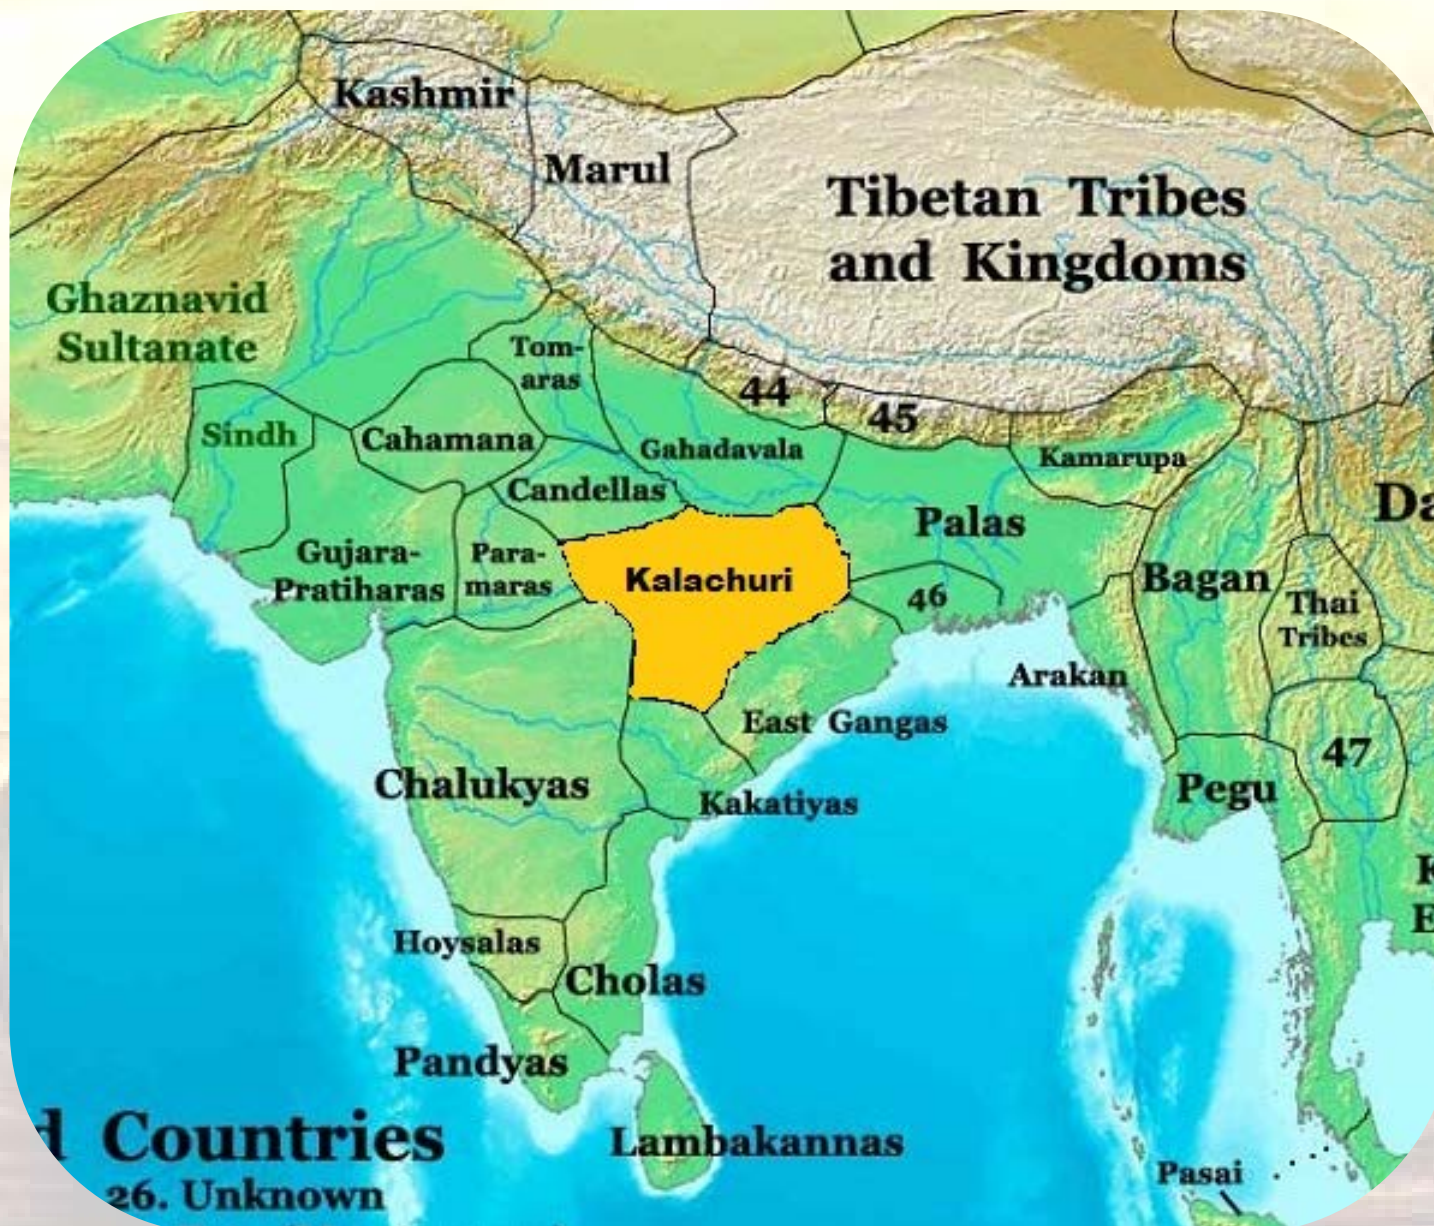 Kashmir
Marul
Tibetan Tribes
and Kingdoms
Ghaznavid
Sultanate
Tom-
aras
44
45
Sindh
Cahamana
Gahadavala
Kamarupa
Candellas
Palas
Da
Gujara-
Pratiharas
Para-
maras
Kalachuri
46
Bagan
Thai
Tribes
Arakan
East Gangas
47
Chalukyas
Kakatiyas
Pegu
K
E
Hoysalas
Cholas
Pandyas
d Countries
Lambakannas
26. Unknown
Pasai